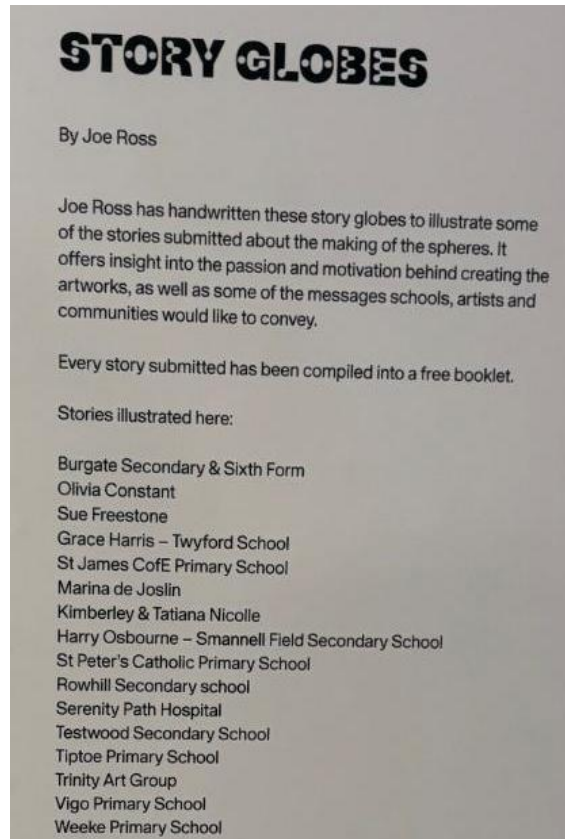 STORY GLOBES
By Joe Ross
Joe Ross has handwritten these story globes to illustrate some
of the stories submitted about the making of the spheres. It
offers insight into the passion and motivation behind creating the
artworks, as well as some of the messages schools, artists and
communities would like to convey.
Every story submitted has been compiled into a free booklet.
Stories illustrated here:
Burgate Secondary & Sixth Form
Olivia Constant
Sue Freestone
Grace Harris – Twyford School
St James CofE Primary School
Marina de Joslin
Kimberley & Tatiana Nicolle
Harry Osbourne – Smannell Field Secondary School
St Peter's Catholic Primary School
Rowhill Secondary school
Serenity Path Hospital
Testwood Secondary School
Tiptoe Primary School
Trinity Art Group
Vigo Primary School
Weeke Primary School